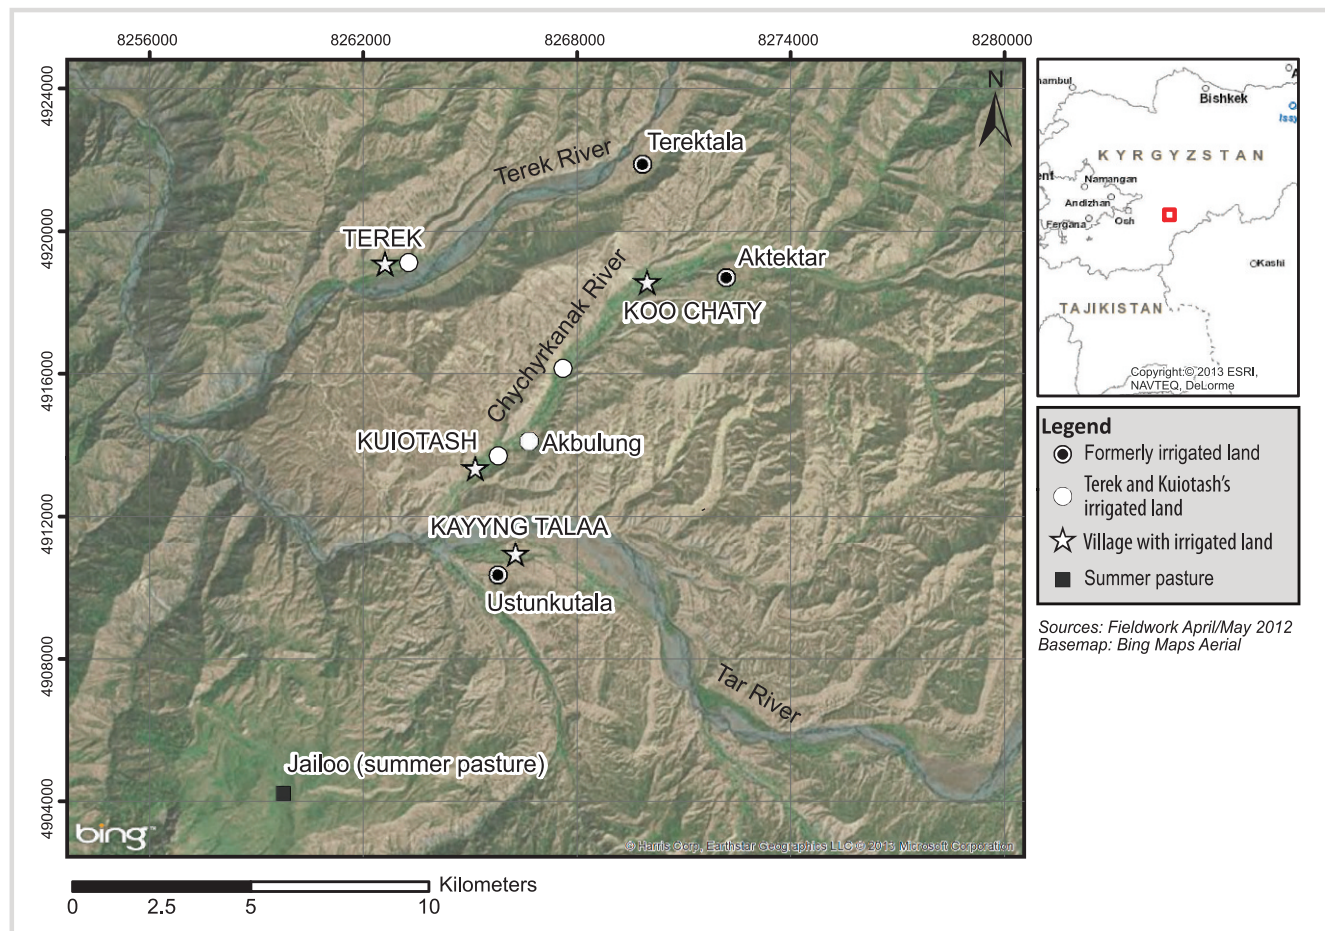 8256000
8262000
8268000
8274000
8280000
4924000
4920000
4916000
4912000
4908000
4904000
N
Terektala
Terek River
TEREK
Aktektar
KOO CHATY
Chychyrkanak River
KUIOTASH
Akbulung
KAYYNG TALAA
Ustunkutala
Tar River
Jailoo (summer pasture)
bing
© Harris Corp, Earthstar Geographics LLC © 2013 Microsoft Corporation
Kilometers
0
2.5
5
10
hambul
A
Bishkek
Issy
KYRGYZSTAN
ent
Namangan
Andizhan
Fergana
Osh
Kashi
TAJIKISTAN
Copyright:© 2013 ESRI,
NAVTEQ, DeLorme
Legend
Formerly irrigated land
Terek and Kuiotash's
irrigated land
Village with irrigated land
Summer pasture
Sources: Fieldwork April/May 2012
Basemap: Bing Maps Aerial